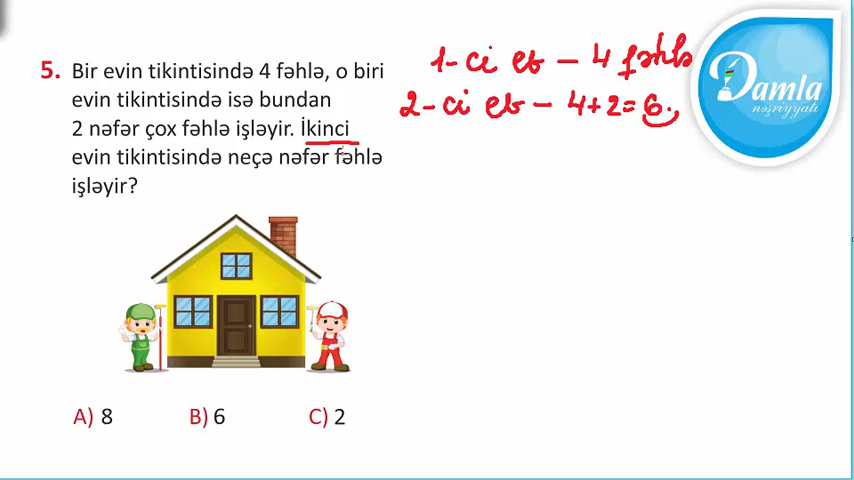 5. Bir evin tikintisində 4 fəhlə, o biri
evin tikintisində isə bundan
2 nəfər çox fəhlə işləyir. İkinci
evin tikintisində neçə nəfər fəhlə
işləyir?
1-ci ev – 4 fəhlə
2-ci ev – 4+2=6.
Damla
nəşriyyatı
A) 8 B) 6 C) 2